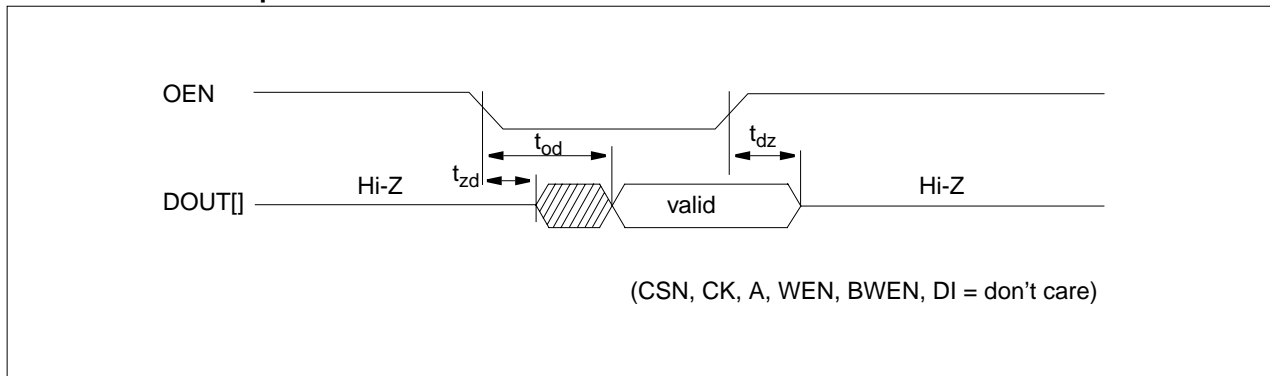 OEN
t_od
t_dz
t_zd
Hi-Z
Hi-Z
DOUT[]
valid
(CSN, CK, A, WEN, BWEN, DI = don't care)